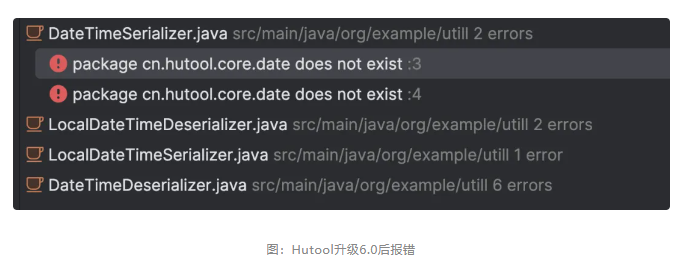 DateTimeSerializer.java src/main/java/org/example/utill 2 errors
package cn.hutool.core.date does not exist :3
package cn.hutool.core.date does not exist :4
LocalDateTimeDeserializer.java src/main/java/org/example/utill 2 errors
LocalDateTimeSerializer.java src/main/java/org/example/utill 1 error
DateTimeDeserializer.java src/main/java/org/example/utill 6 errors
图：Hutool升级6.0后报错